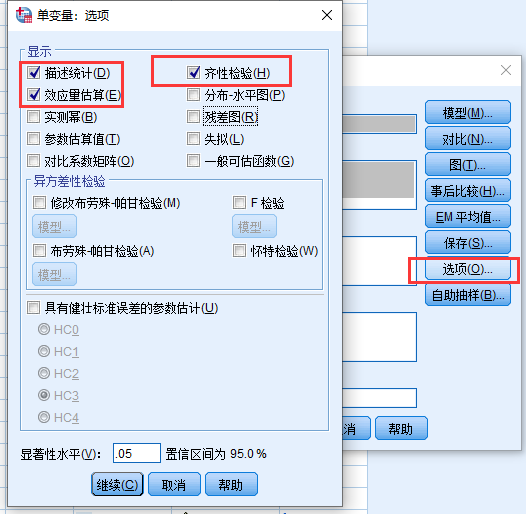 单变量：选项
显示
描述统计(D)
齐性检验(H)
效应量估算(E)
分布-水平图(P)
实测幂(B)
残差图(R)
参数估算值(T)
失拟(L)
对比系数矩阵(O)
一般可估函数(G)
异方差性检验
修改布劳殊-帕甘检验(M)
F 检验
模型...
模型...
布劳殊-帕甘检验(A)
怀特检验(W)
模型...
具有健壮标准误差的参数估计(U)
HC0
HC1
HC2
HC3
HC4
显著性水平(V)： .05 置信区间为 95.0 %
继续(C)
取消
帮助
模型(M)...
对比(N)...
图(T)...
事后比较(H)...
EM 平均值...
保存(S)...
选项(O)...
自助抽样(B)...
消
帮助